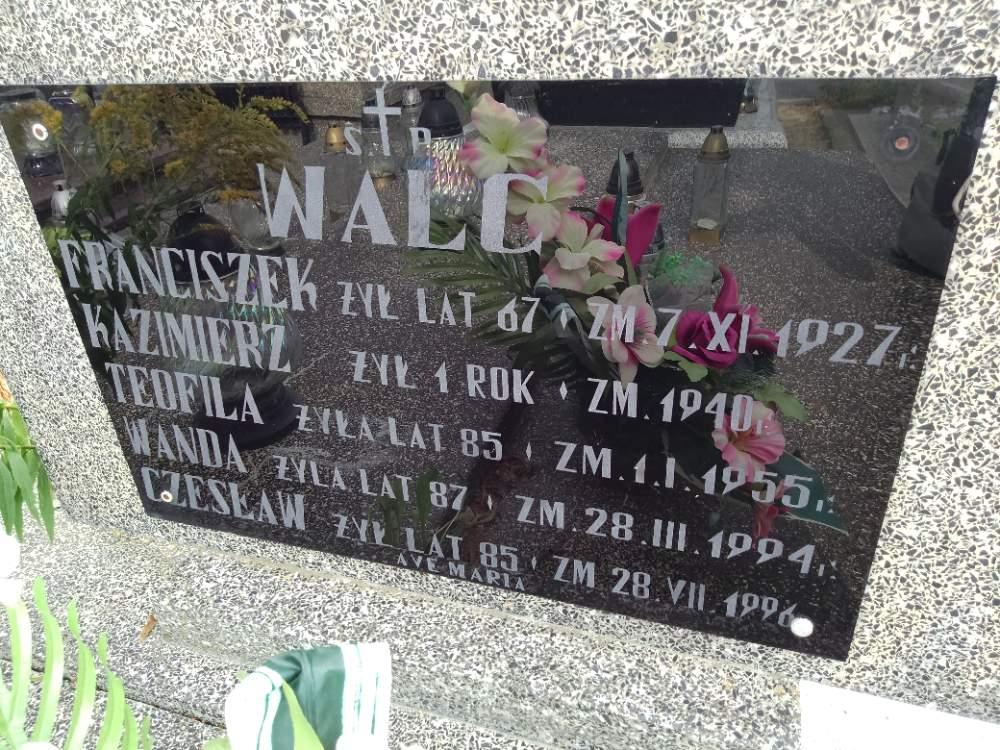 Ś † P
WALC
FRANCISZEK ŻYŁ LAT 67 ZM. 7. XI 1927 r.
KAZIMIERZ ŻYŁ 1 ROK ZM. 1940 r.
TEOFILA ŻYŁA LAT 85 ZM. 1. I. 1955 r.
WANDA ŻYŁA LAT 87 ZM. 28. III. 1994 r.
CZESŁAW ŻYŁ LAT 85 ZM 28. VII. 1996
AVE MARIA